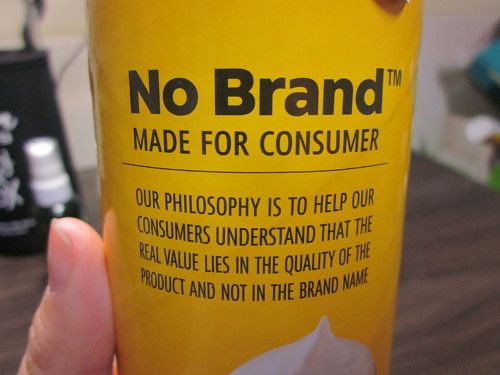 No Brand™
MADE FOR CONSUMER
OUR PHILOSOPHY IS TO HELP OUR
CONSUMERS UNDERSTAND THAT THE
REAL VALUE LIES IN THE QUALITY OF THE
PRODUCT AND NOT IN THE BRAND NAME